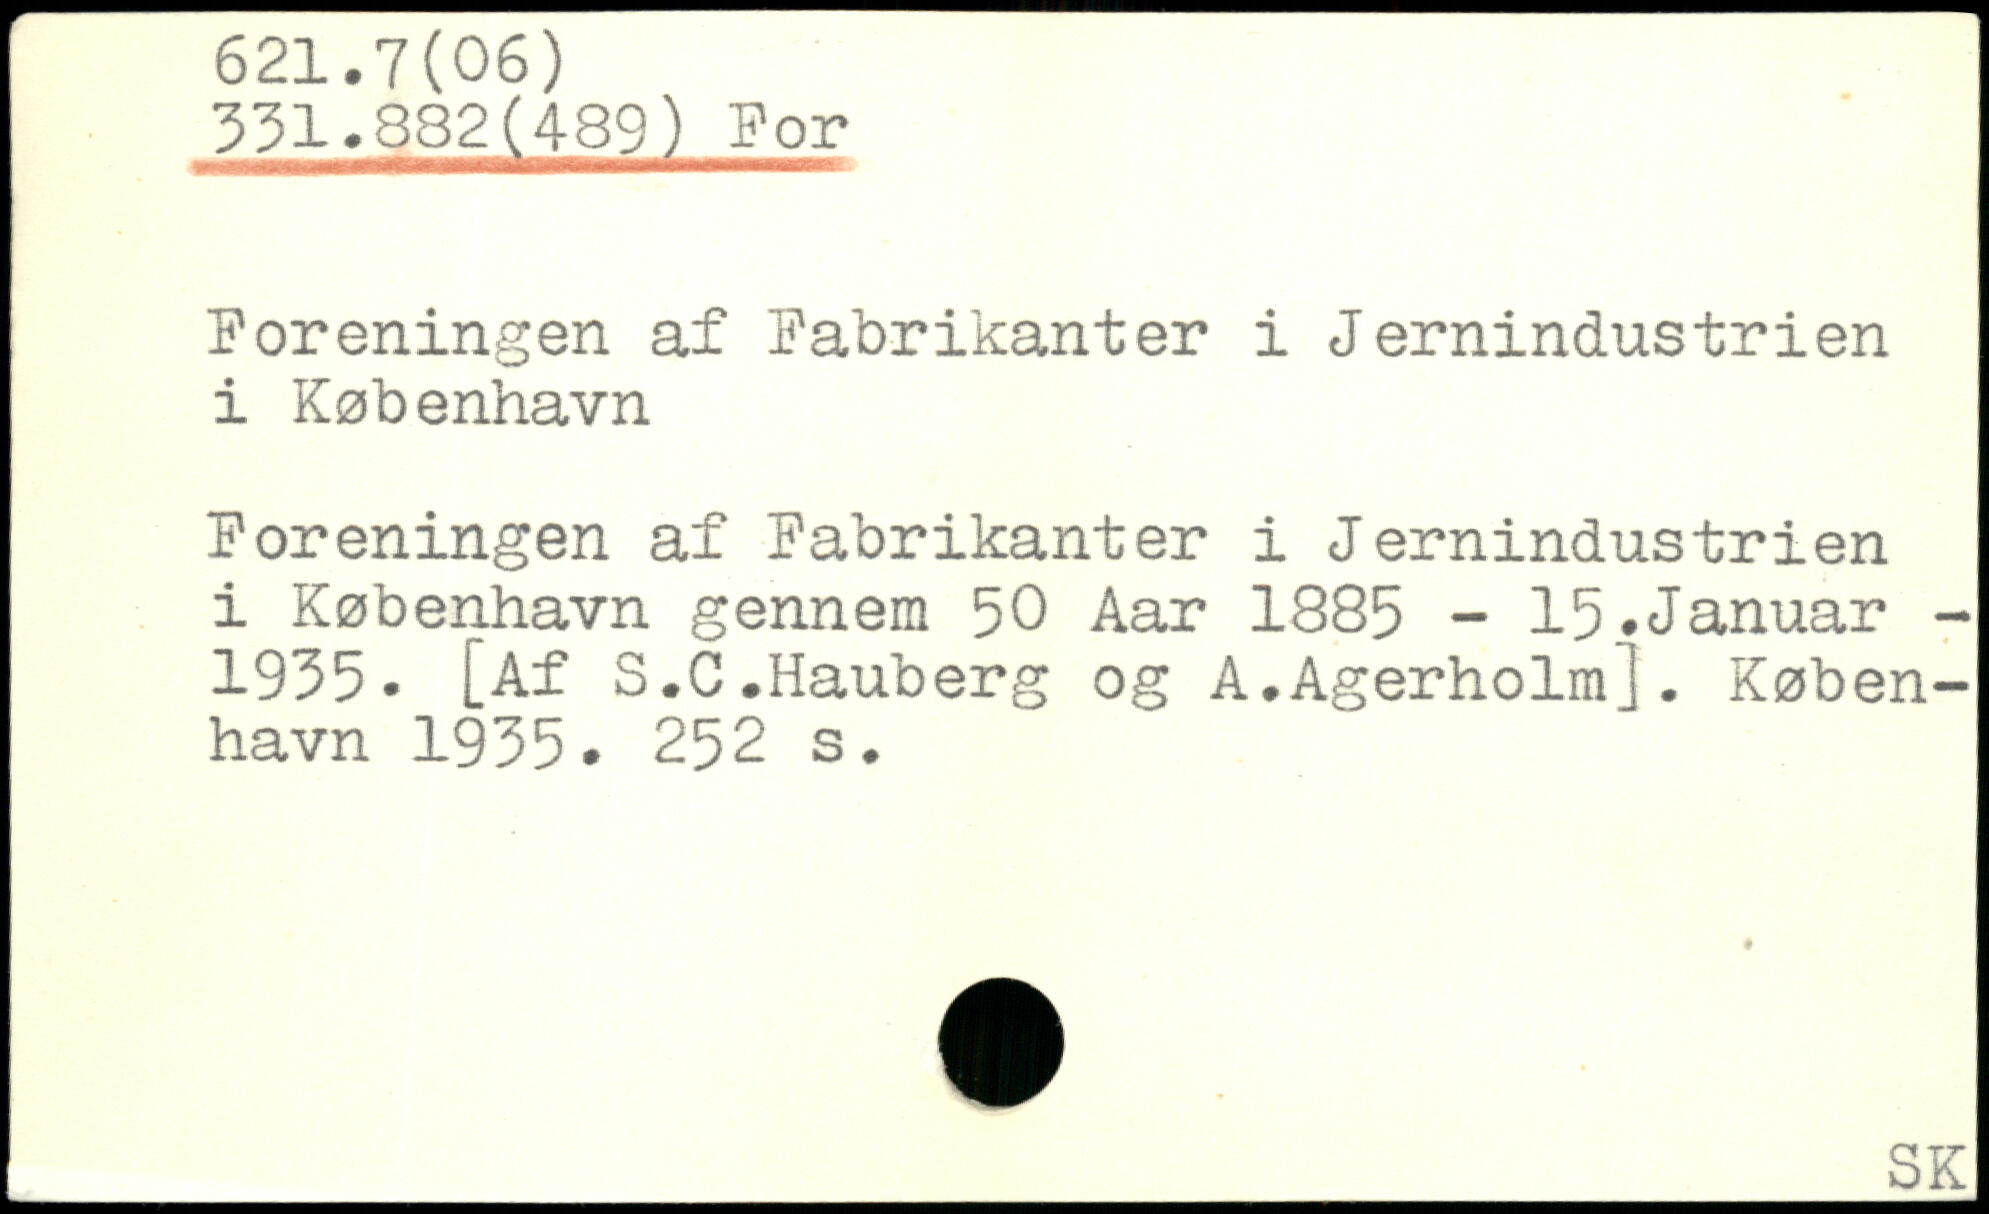 621.7(06)
331.882(489) For
Foreningen af Fabrikanter i Jernindustrien
i København
Foreningen af Fabrikanter i Jernindustrien
i København gennem 50 Aar 1885 - 15.Januar -
1935. [Af S.C.Hauberg og A.Agerholm]. Køben-
havn 1935. 252 s.
SK